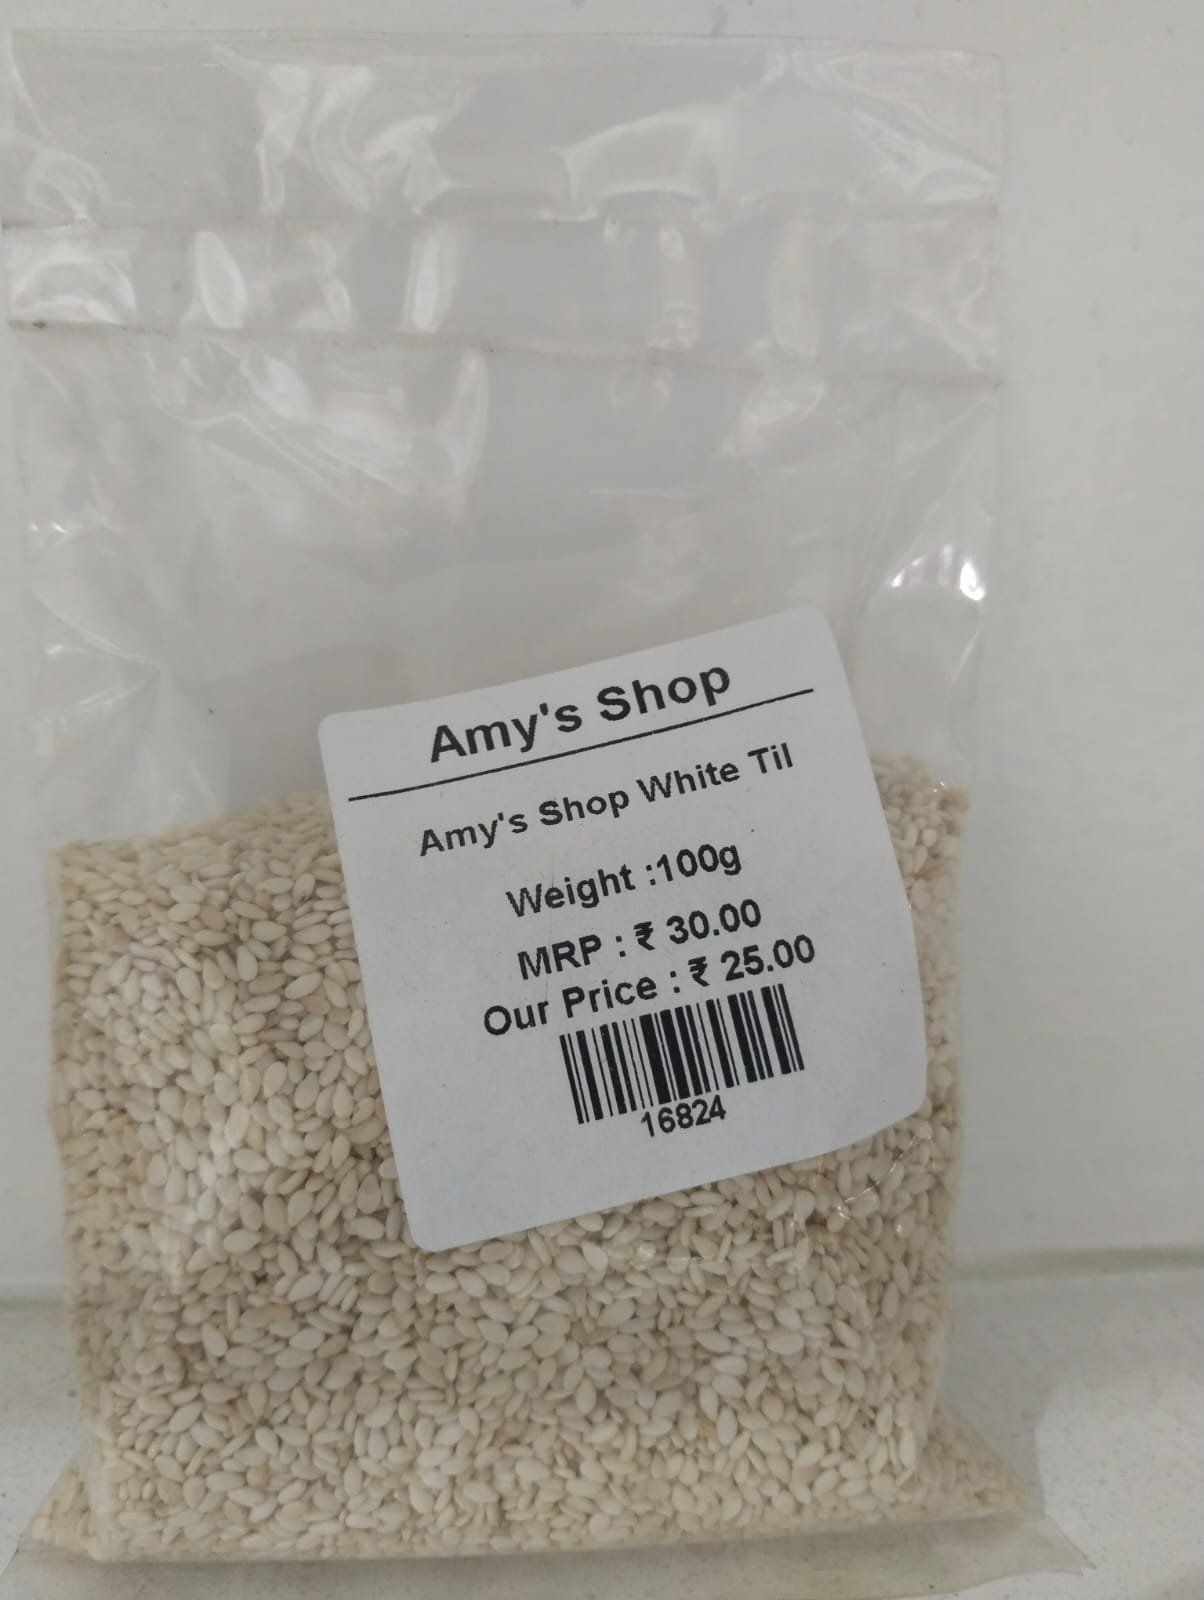 Amy's Shop
Amy's Shop White Til
Weight :100g
MRP : ₹ 30.00
Our Price : ₹ 25.00
16824